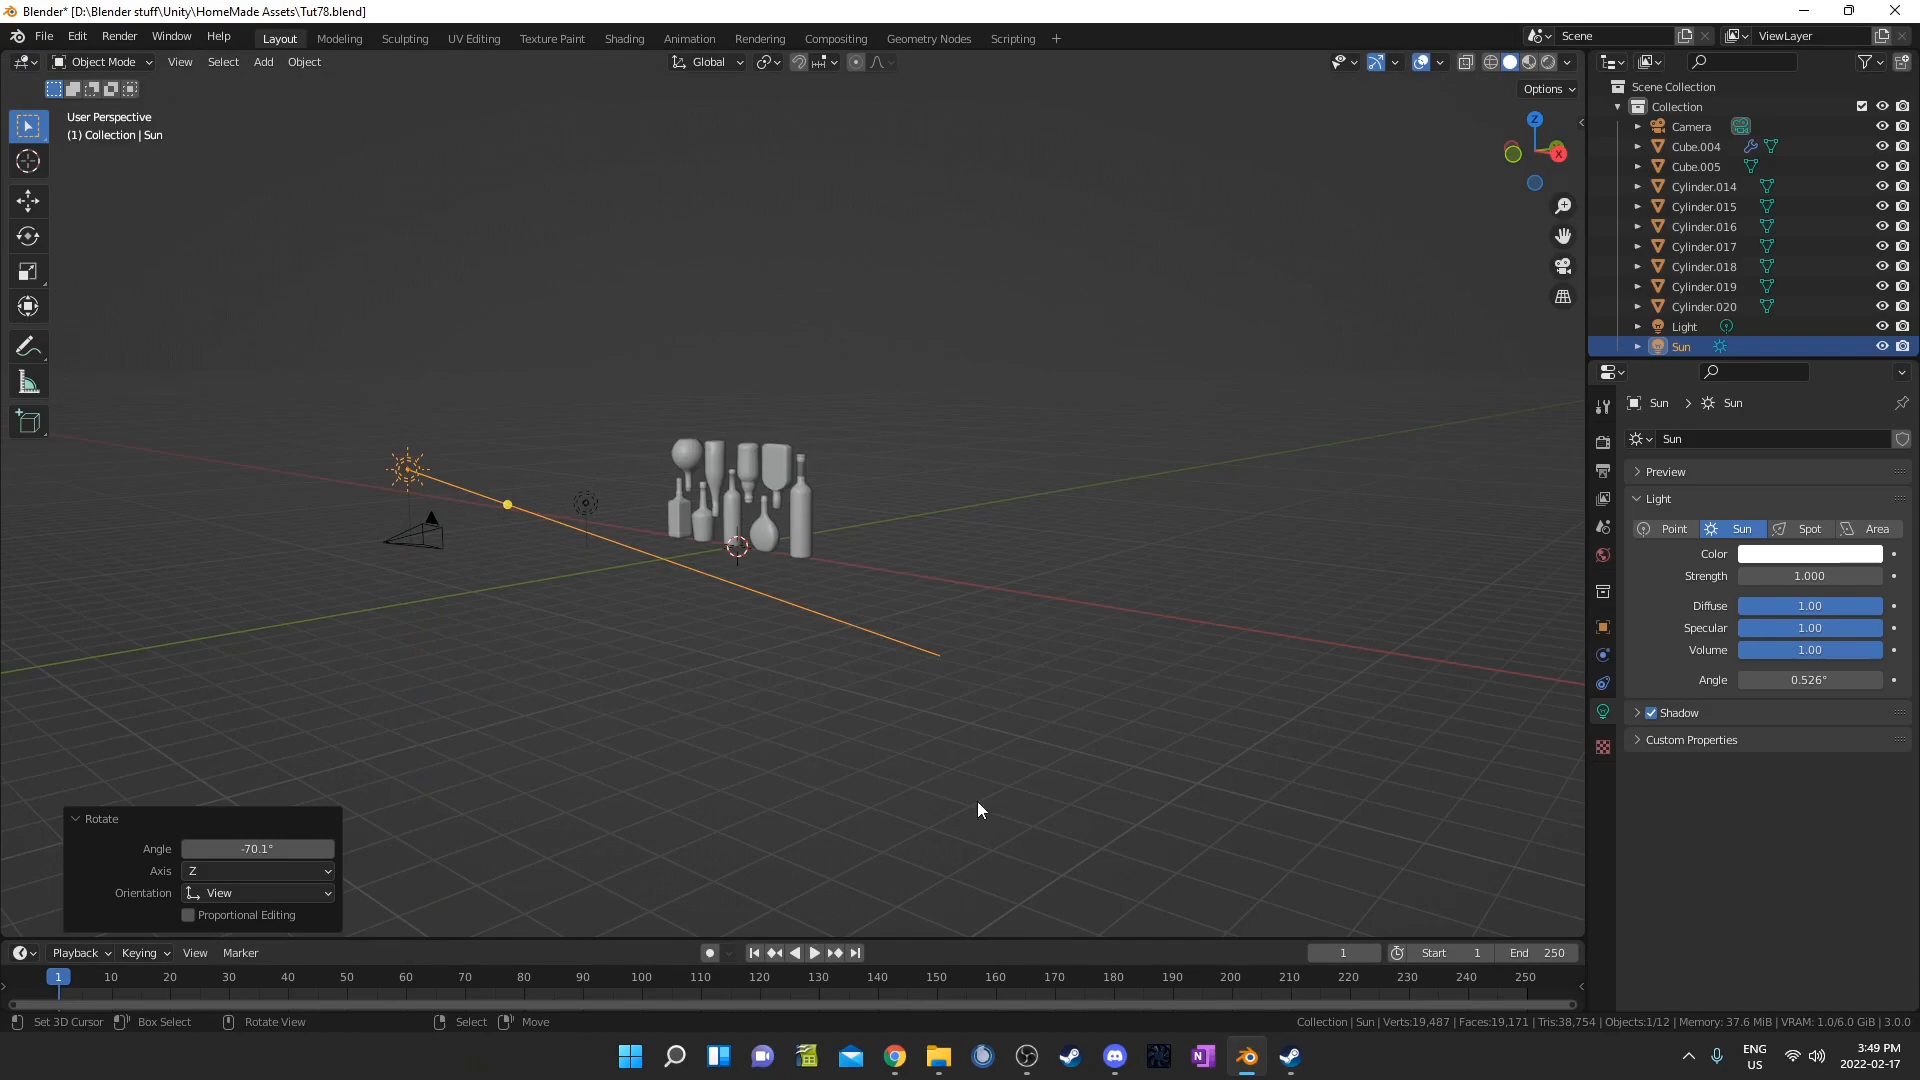 Blender* [D:\Blender stuff\Unity\HomeMade Assets\Tut78.blend]
File Edit Render Window Help
Layout Modeling Sculpting UV Editing Texture Paint Shading Animation Rendering Compositing Geometry Nodes Scripting +
Scene
ViewLayer
Object Mode View Select Add Object
Global
Options
User Perspective
(1) Collection | Sun
Z
X
Scene Collection
Collection
Camera
Cube.004
Cube.005
Cylinder.014
Cylinder.015
Cylinder.016
Cylinder.017
Cylinder.018
Cylinder.019
Cylinder.020
Light
Sun
Sun > Sun
Sun
Preview
Light
Point Sun Spot Area
Color
Strength 1.000
Diffuse 1.00
Specular 1.00
Volume 1.00
Angle 0.526°
Shadow
Custom Properties
Rotate
Angle -70.1°
Axis Z
Orientation View
Proportional Editing
Playback Keying View Marker
1 Start 1 End 250
1 10 20 30 40 50 60 70 80 90 100 110 120 130 140 150 160 170 180 190 200 210 220 230 240 250
Set 3D Cursor Box Select Rotate View Select Move
Collection | Sun | Verts:19,487 | Faces:19,171 | Tris:38,754 | Objects:1/12 | Memory: 37.6 MiB | VRAM: 1.0/6.0 GiB | 3.0.0
N
ENG
US
3:49 PM
2022-02-17